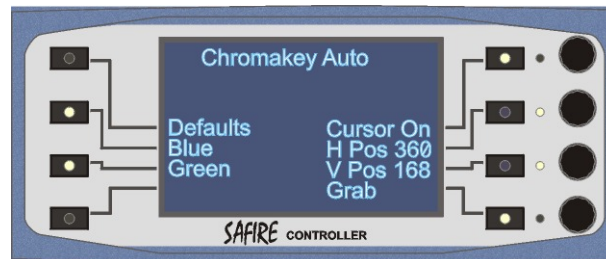 Chromakey Auto
Defaults Cursor On
Blue H Pos 360
Green V Pos 168
Grab
SAFIRE CONTROLLER